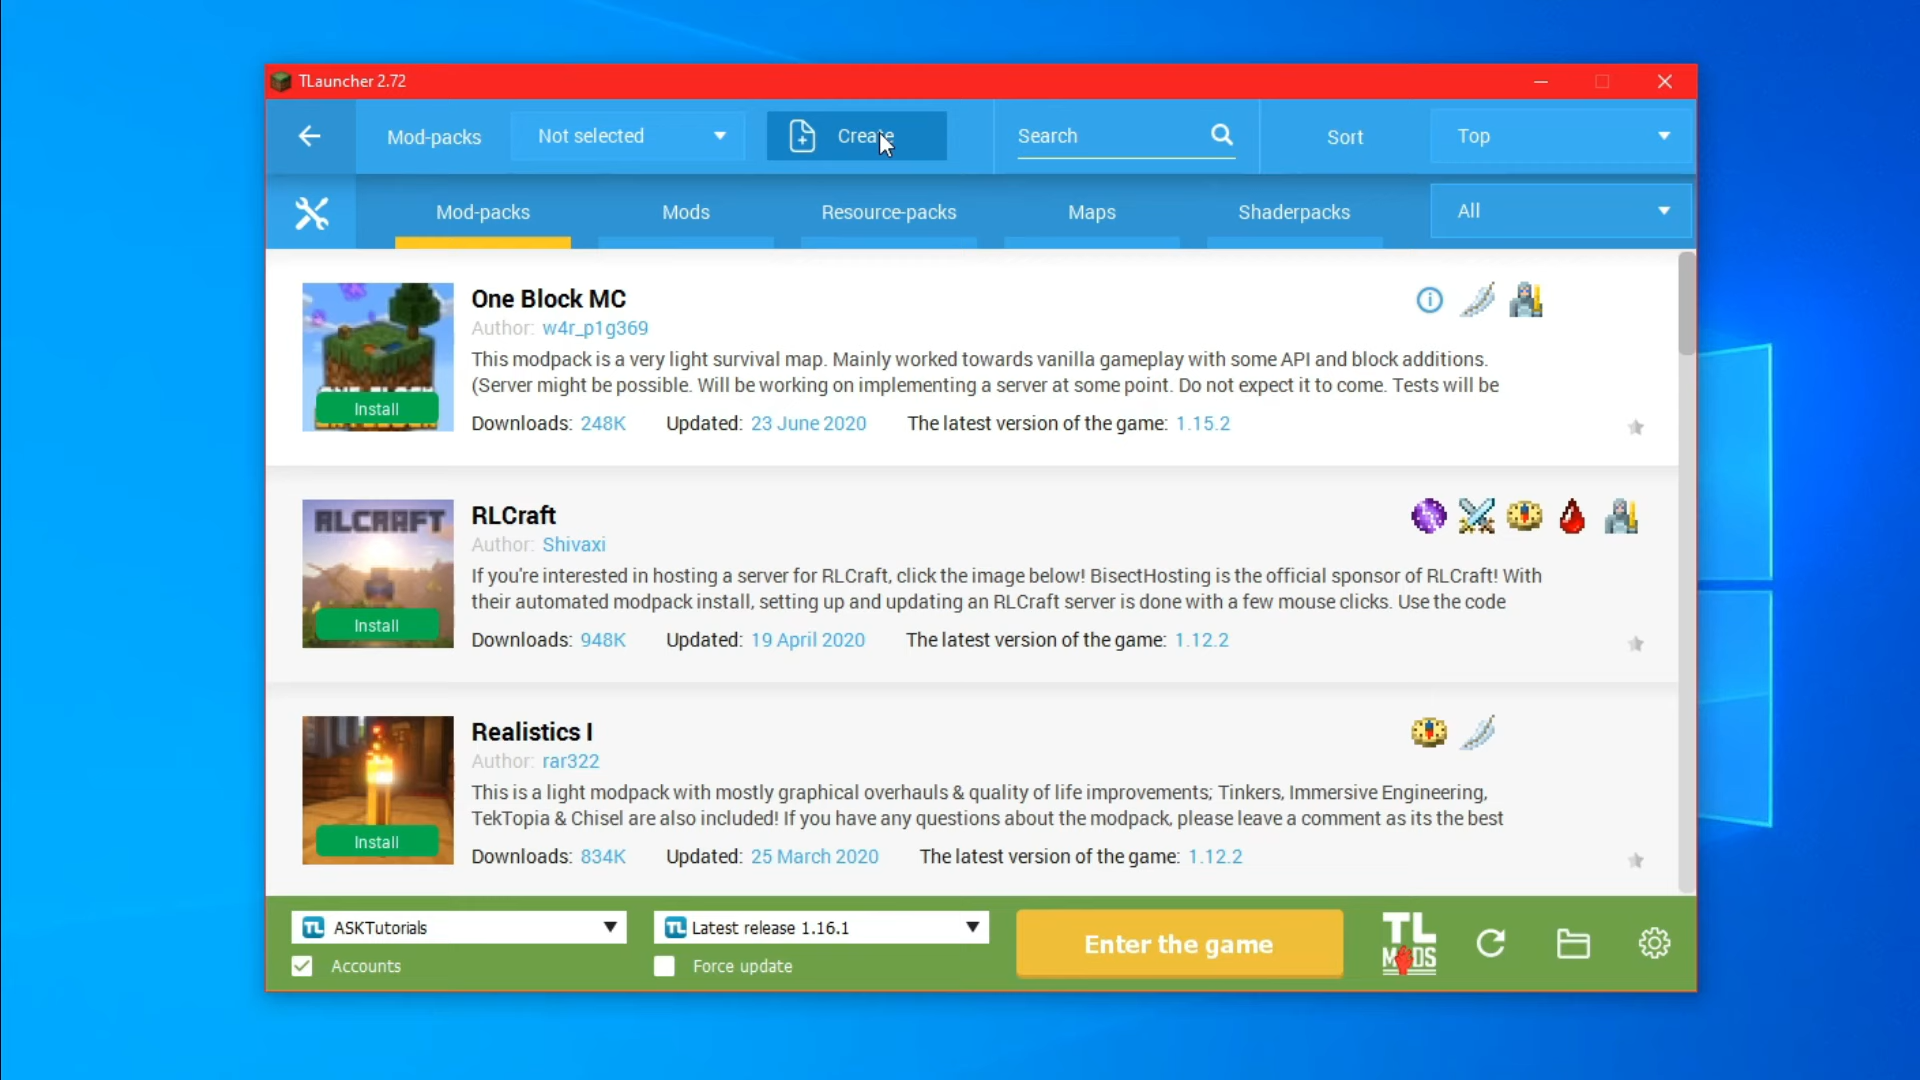 TLauncher 2.72
Mod-packs
Not selected
Create
Search
Sort
Top
Mod-packs
Mods
Resource-packs
Maps
Shaderpacks
All
One Block MC
Author: w4r_p1g369
This modpack is a very light survival map. Mainly worked towards vanilla gameplay with some API and block additions.
(Server might be possible. Will be working on implementing a server at some point. Do not expect it to come. Tests will be
Install
Downloads: 248K Updated: 23 June 2020 The latest version of the game: 1.15.2
RLCRAFT
RLCraft
Author: Shivaxi
If you're interested in hosting a server for RLCraft, click the image below! BisectHosting is the official sponsor of RLCraft! With
their automated modpack install, setting up and updating an RLCraft server is done with a few mouse clicks. Use the code
Install
Downloads: 948K Updated: 19 April 2020 The latest version of the game: 1.12.2
Realistics I
Author: rar322
This is a light modpack with mostly graphical overhauls & quality of life improvements; Tinkers, Immersive Engineering,
TekTopia & Chisel are also included! If you have any questions about the modpack, please leave a comment as its the best
Install
Downloads: 834K Updated: 25 March 2020 The latest version of the game: 1.12.2
TL ASKTutorials
TL Latest release 1.16.1
Enter the game
TL
MODS
Accounts
Force update